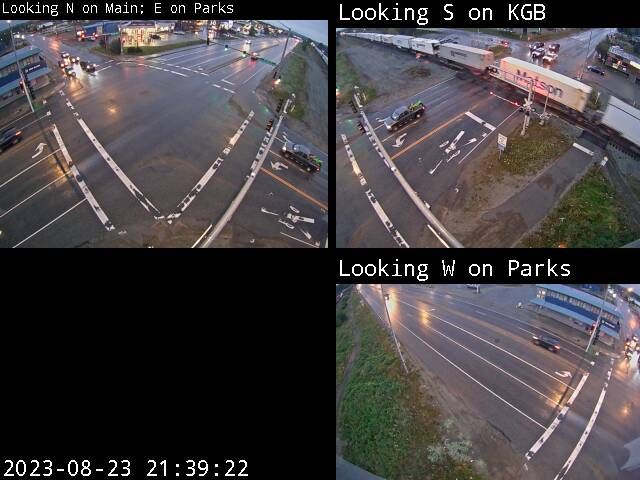 Looking N on Main; E on Parks
Looking S on KGB
Matson
Looking W on Parks
2023-08-23 21:39:22